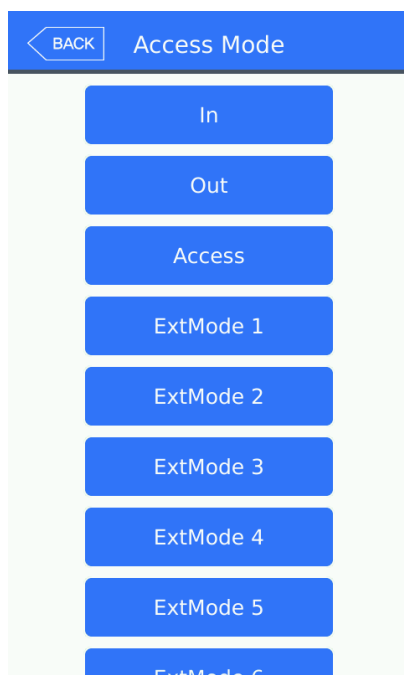 BACK Access Mode
In
Out
Access
ExtMode 1
ExtMode 2
ExtMode 3
ExtMode 4
ExtMode 5